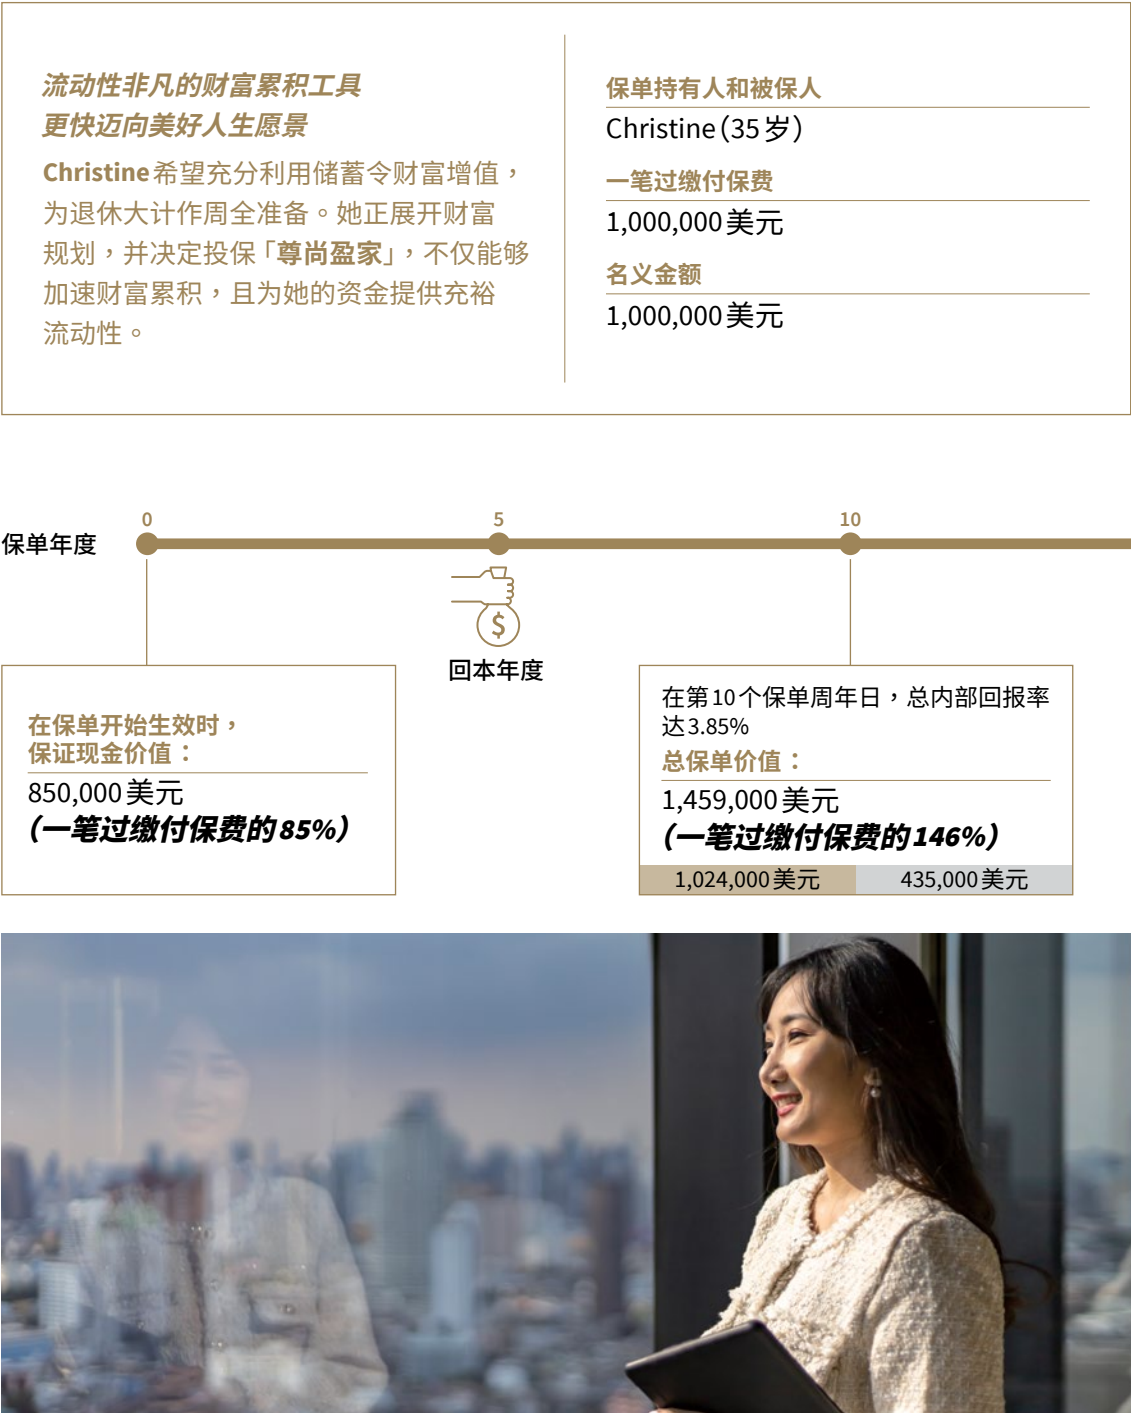 流动性非凡的财富累积工具
更快迈向美好人生愿景
Christine希望充分利用储蓄令财富增值，
为退休大计作周全准备。她正展开财富
规划，并决定投保「尊尚盈家」，不仅能够
加速财富累积，且为她的资金提供充裕
流动性。
保单持有人和被保人
Christine（35岁）
一笔过缴付保费
1,000,000美元
名义金额
1,000,000美元
保单年度
0
5
10
$
回本年度
在保单开始生效时，
保证现金价值：
850,000美元
（一笔过缴付保费的85%）
在第10个保单周年日，总内部回报率
达3.85%
总保单价值：
1,459,000美元
（一笔过缴付保费的146%）
1,024,000美元
435,000美元